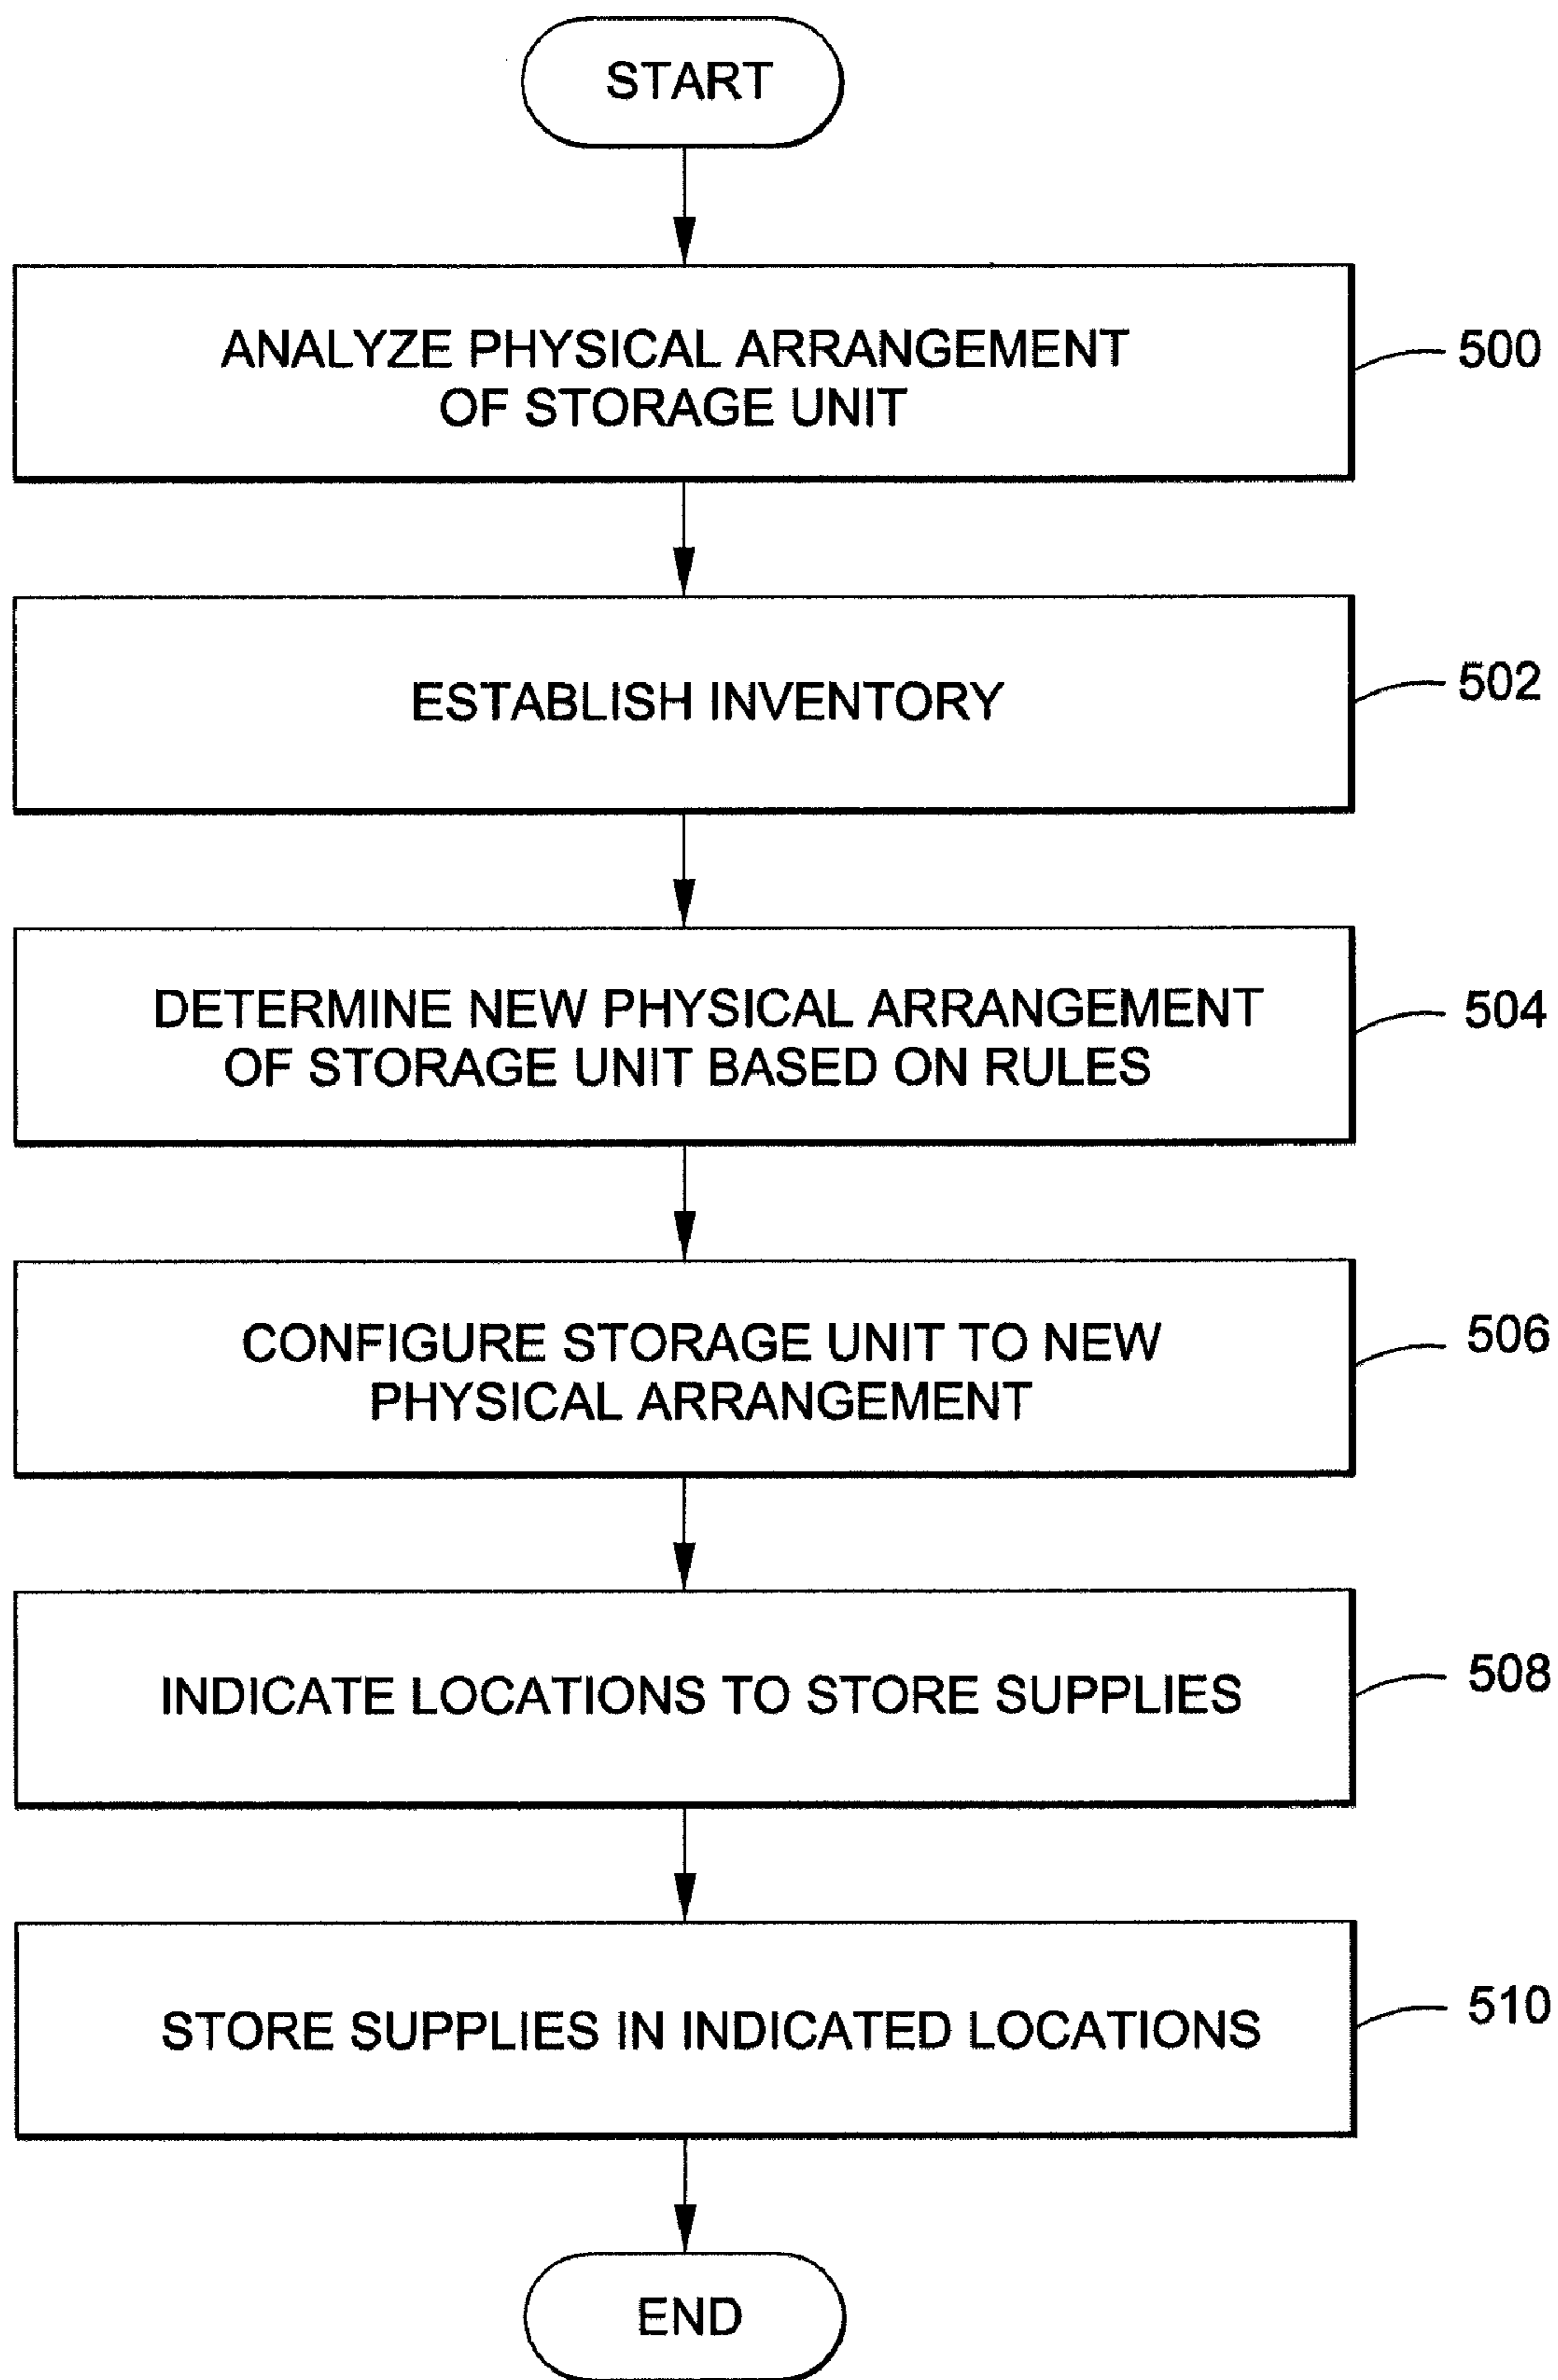 START
ANALYZE PHYSICAL ARRANGEMENT
OF STORAGE UNIT
500
ESTABLISH INVENTORY
502
DETERMINE NEW PHYSICAL ARRANGEMENT
OF STORAGE UNIT BASED ON RULES
504
CONFIGURE STORAGE UNIT TO NEW
PHYSICAL ARRANGEMENT
506
INDICATE LOCATIONS TO STORE SUPPLIES
508
STORE SUPPLIES IN INDICATED LOCATIONS
510
END